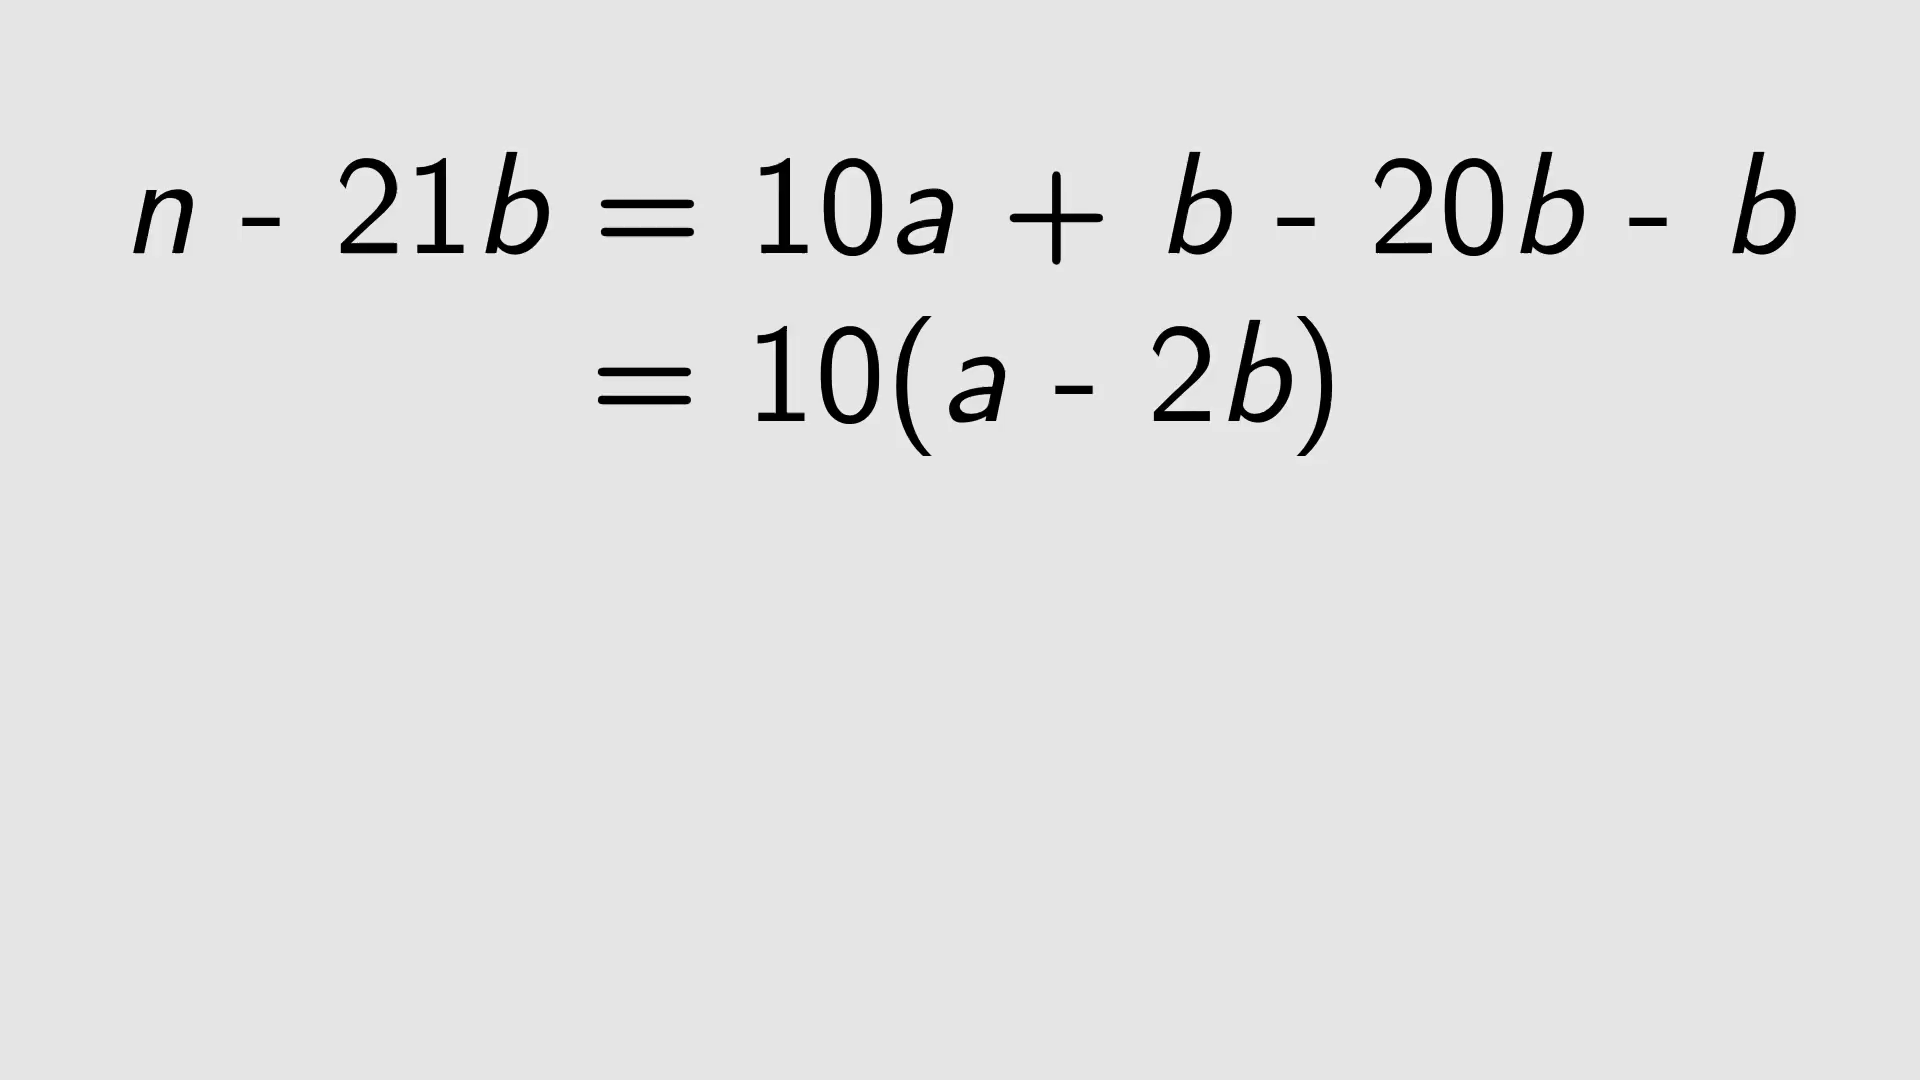 n - 21b = 10a + b - 20b - b
= 10(a - 2b)